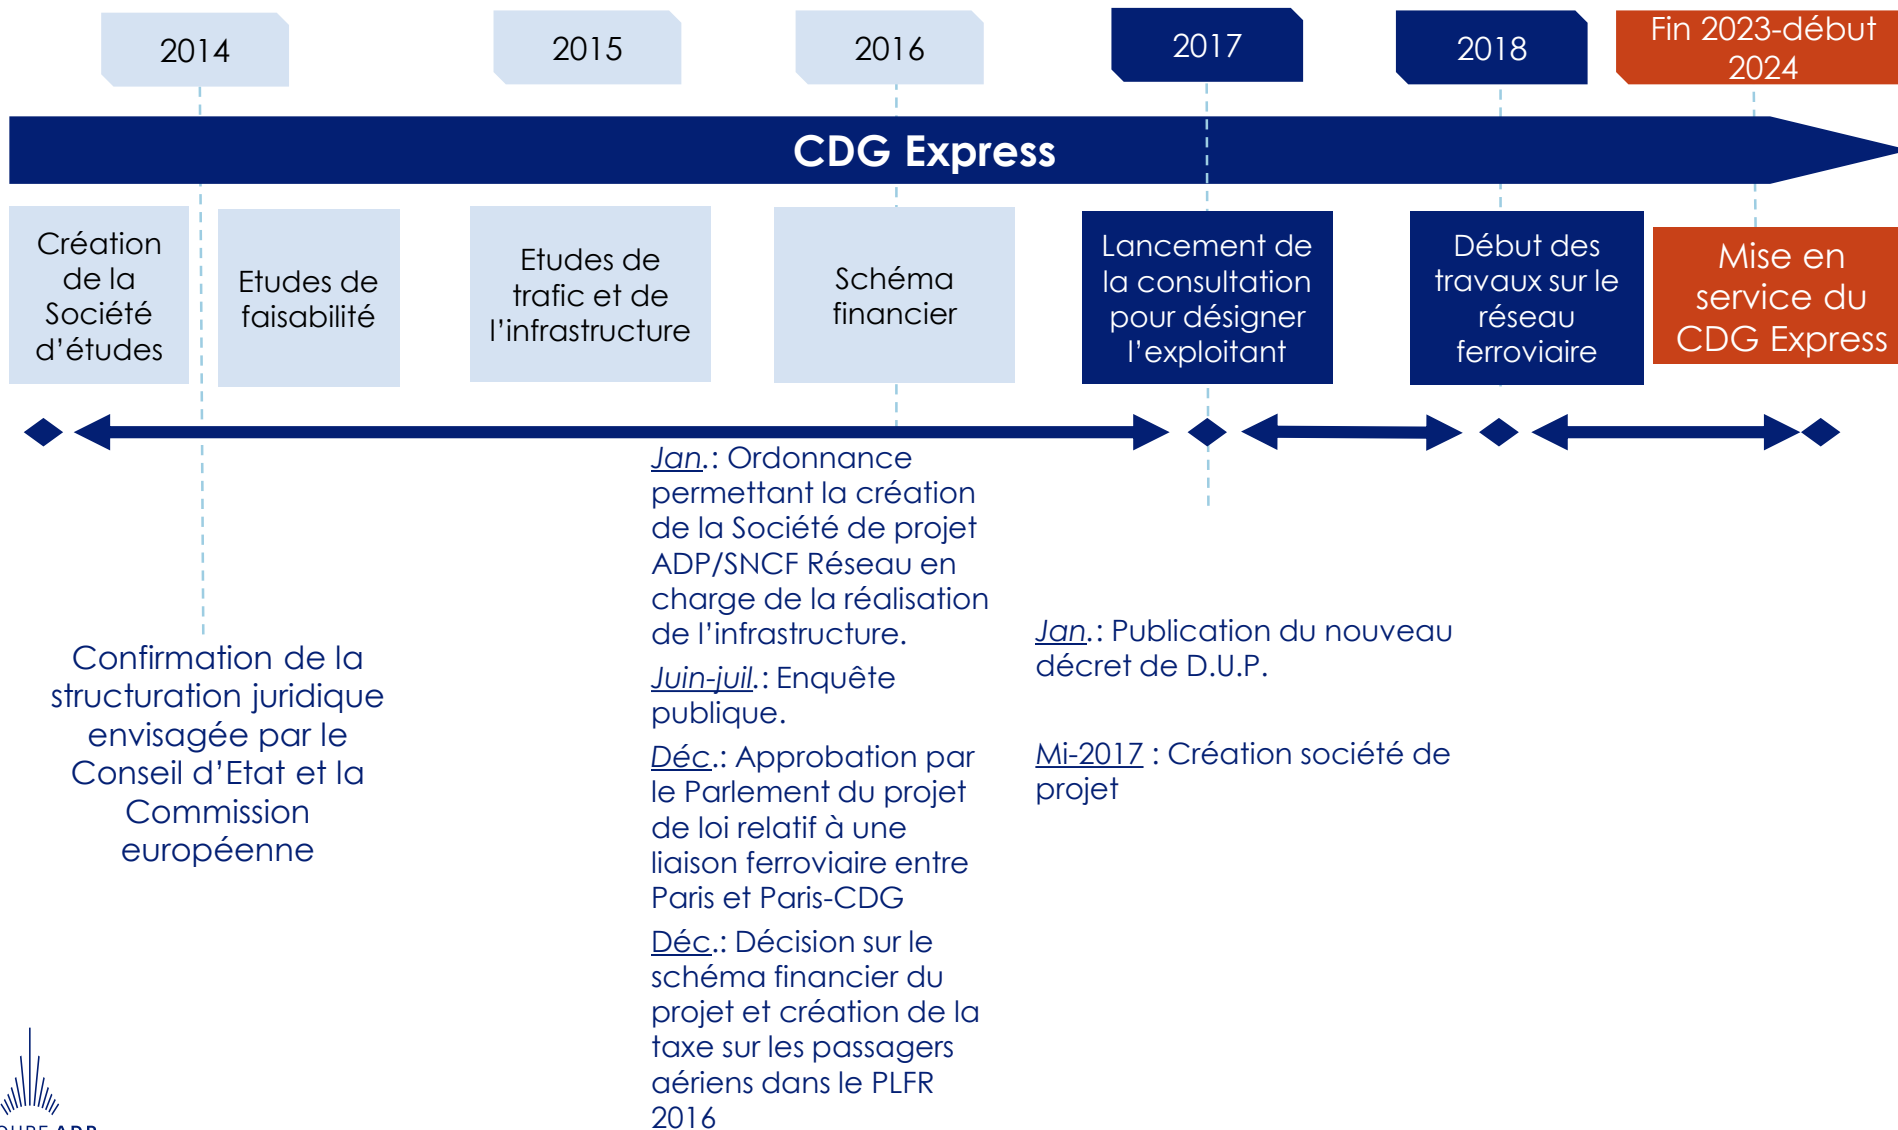 2014
2015
2016
2017
2018
Fin 2023-début
2024
CDG Express
Création
de la
Société
d’études
Etudes de
faisabilité
Etudes de
trafic et de
l’infrastructure
Schéma
financier
Lancement de
la consultation
pour désigner
l’exploitant
Début des
travaux sur le
réseau
ferroviaire
Mise en
service du
CDG Express
Confirmation de la
structuration juridique
envisagée par le
Conseil d’Etat et la
Commission
européenne
Jan.: Ordonnance
permettant la création
de la Société de projet
ADP/SNCF Réseau en
charge de la réalisation
de l’infrastructure.
Juin-juil.: Enquête
publique.
Déc.: Approbation par
le Parlement du projet
de loi relatif à une
liaison ferroviaire entre
Paris et Paris-CDG
Déc.: Décision sur le
schéma financier du
projet et création de la
taxe sur les passagers
aériens dans le PLFR
2016
Jan.: Publication du nouveau
décret de D.U.P.
Mi-2017 : Création société de
projet